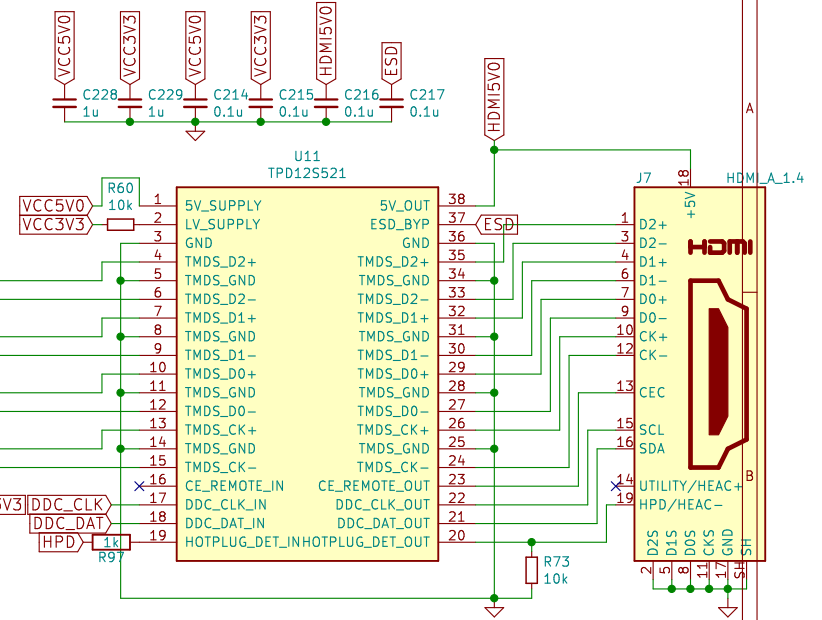 VCC5V0 VCC3V3 VCC5V0 VCC3V3 HDMI5V0 ESD HDMI5V0
C228 C229 C214 C215 C216 C217
1u 1u 0.1u 0.1u 0.1u 0.1u
A
U11
TPD12S521
J7 HDMI_A_1.4
18
+5V
R60
10k
VCC5V0 1 5V_SUPPLY 5V_OUT 38
VCC3V3 2 LV_SUPPLY ESD_BYP 37 ESD 1 D2+
3 GND GND 36 3 D2-
HDMI
4 TMDS_D2+ TMDS_D2+ 35 4 D1+
5 TMDS_GND TMDS_GND 34 6 D1-
6 TMDS_D2- TMDS_D2- 33 7 D0+
7 TMDS_D1+ TMDS_D1+ 32 9 D0-
8 TMDS_GND TMDS_GND 31 10 CK+
9 TMDS_D1- TMDS_D1- 30 12 CK-
10 TMDS_D0+ TMDS_D0+ 29
11 TMDS_GND TMDS_GND 28 13 CEC
12 TMDS_D0- TMDS_D0- 27
13 TMDS_CK+ TMDS_CK+ 26 15 SCL
14 TMDS_GND TMDS_GND 25 16 SDA
15 TMDS_CK- TMDS_CK- 24
B
16 CE_REMOTE_IN CE_REMOTE_OUT 23 14 UTILITY/HEAC+
3V3 DDC_CLK 17 DDC_CLK_IN DDC_CLK_OUT 22 19 HPD/HEAC-
DDC_DAT 18 DDC_DAT_IN DDC_DAT_OUT 21
HPD 1k 19 HOTPLUG_DET_IN HOTPLUG_DET_OUT 20
R97
D2S D1S D0S CKS GND SH
2 5 8 11 17 SH
R73
10k